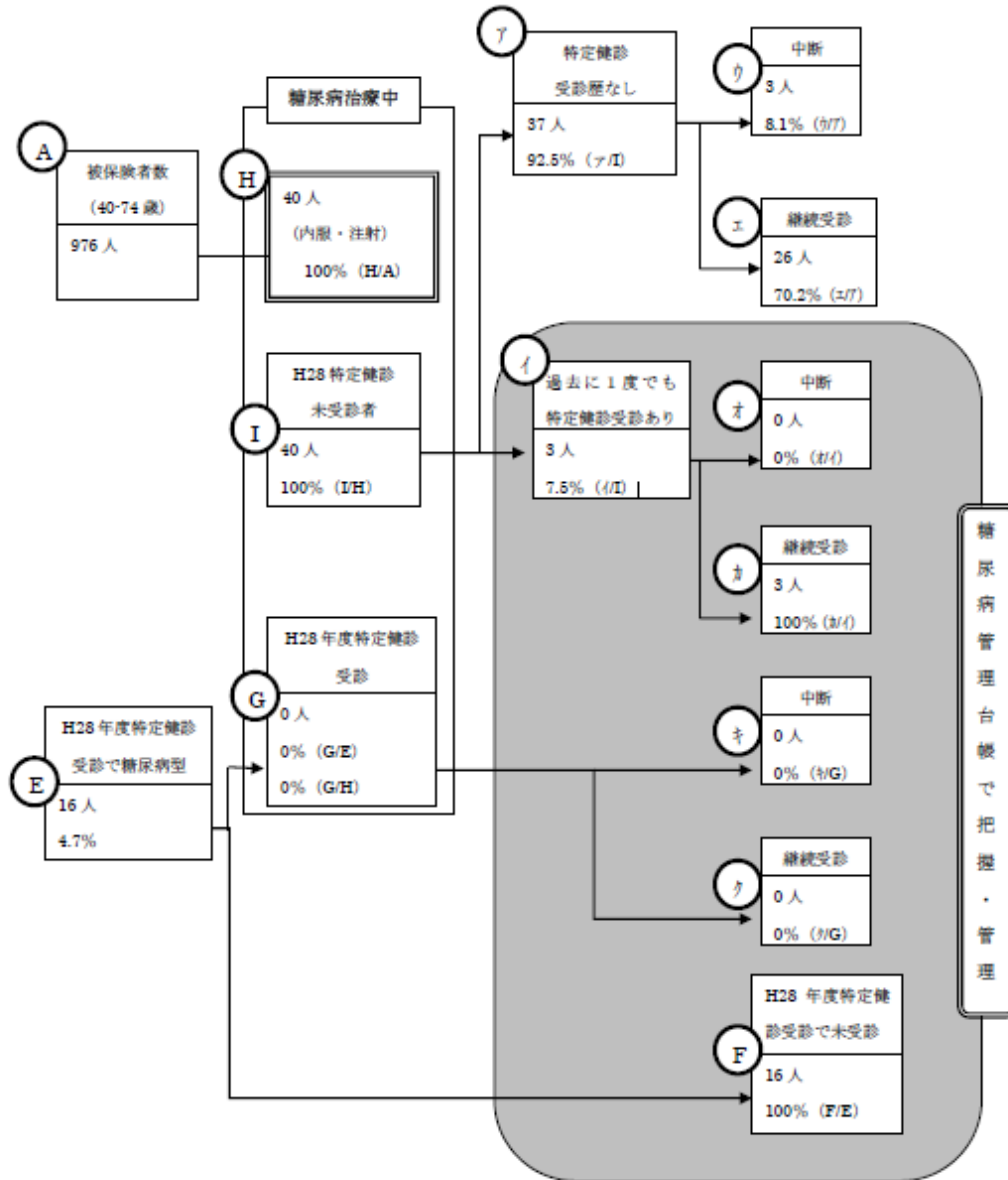 ア
特定健診
受診歴なし
37人
92.5% (ァ/I)
ウ
中断
3人
8.1% (ｳ/ｱ)
糖尿病治療中
A
被保険者数
(40-74歳)
976人
H
40人
(内服・注射)
100% (H/A)
エ
継続受診
26人
70.2% (ｴ/ｱ)
イ
過去に1度でも
特定健診受診あり
3人
7.5% (ｲ/I)
オ
中断
0人
0% (ｵ/ｲ)
I
H28特定健診
未受診者
40人
100% (I/H)
カ
継続受診
3人
100% (ｶ/ｲ)
糖尿病管理台帳で把握・管理
G
H28年度特定健診
受診
0人
0% (G/E)
0% (G/H)
キ
中断
0人
0% (ｷ/G)
E
H28年度特定健診
受診で糖尿病型
16人
4.7%
ク
継続受診
0人
0% (ｸ/G)
F
H28 年度特定健
診受診で未受診
16人
100% (F/E)